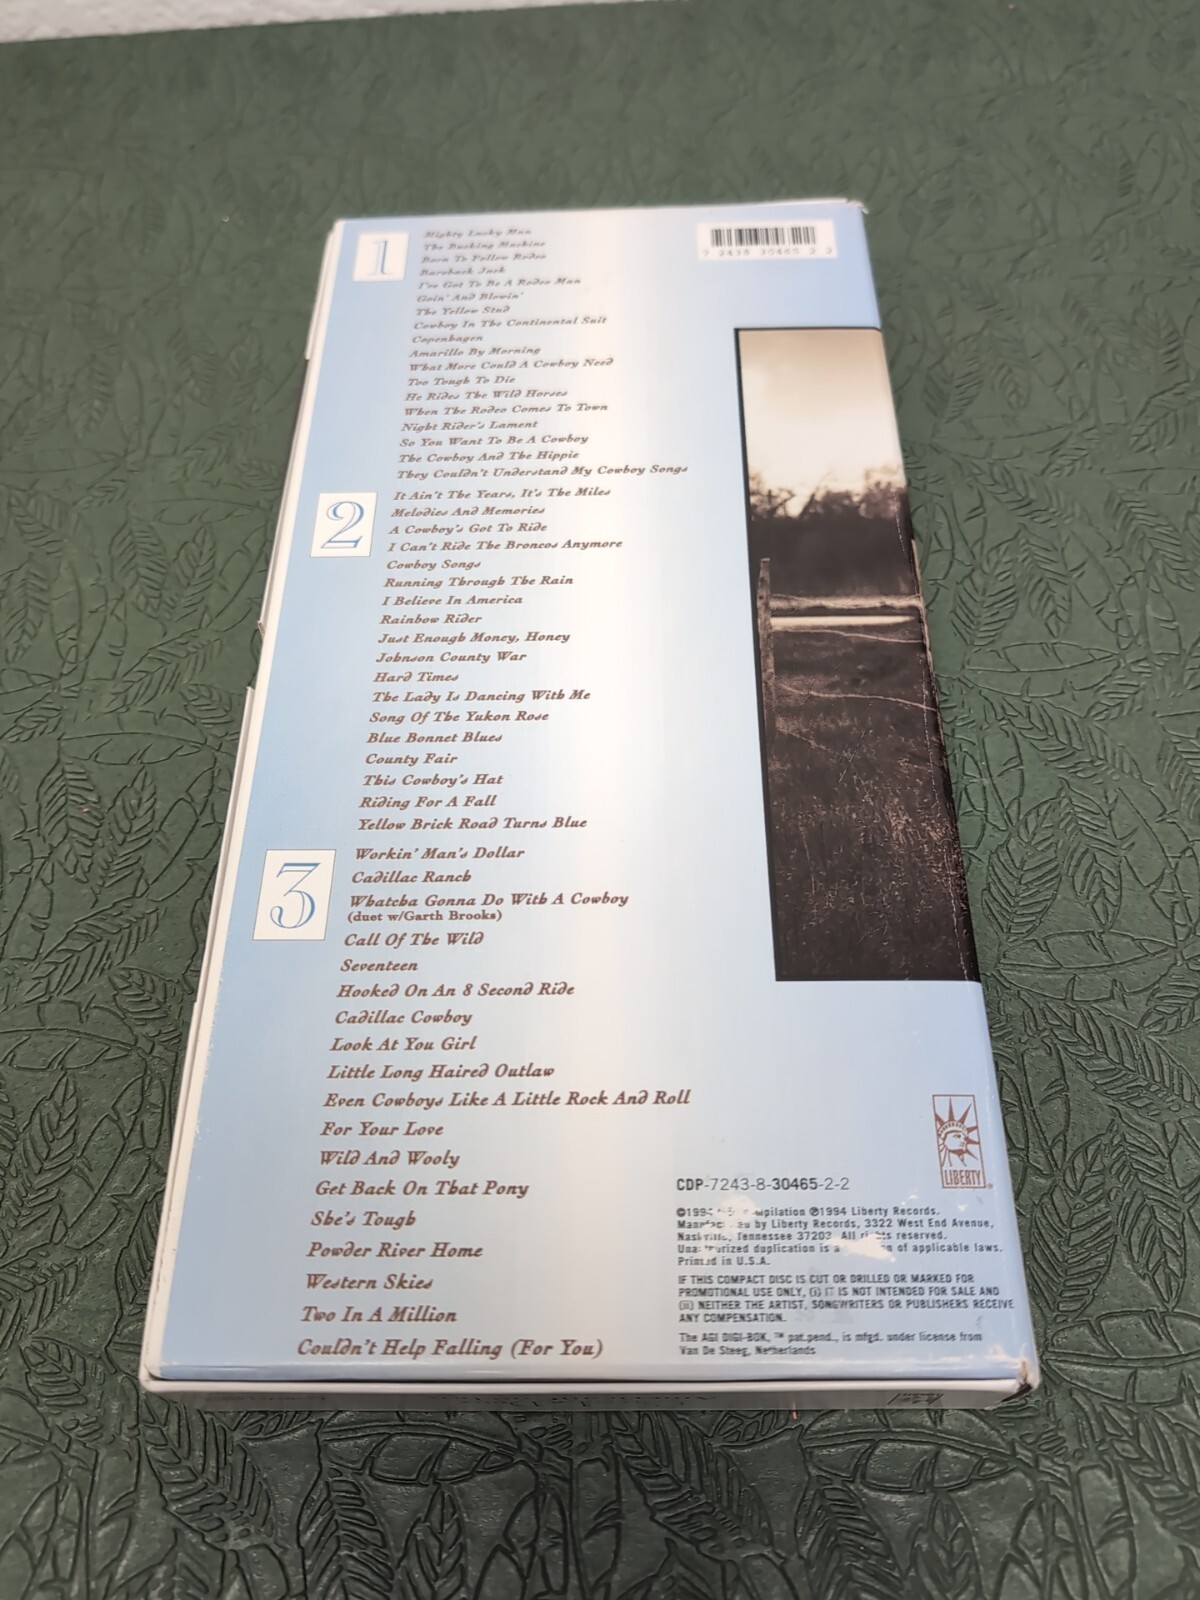 1
Mighty Lucky Man
The Bucking Machine
Born To Follow Rodeo
Bareback Jack
I've Got To Be A Rodeo Man
Goin' And Blowin'
The Yellow Stud
Cowboy In The Continental Suit
Copenhagen
Amarillo By Morning
What More Could A Cowboy Need
Too Tough To Die
He Rides The Wild Horses
When The Rodeo Comes To Town
Night Rider's Lament
So You Want To Be A Cowboy
The Cowboy And The Hippie
They Couldn't Understand My Cowboy Songs
2
It Ain't The Years, It's The Miles
Melodies And Memories
A Cowboy's Got To Ride
I Can't Ride The Broncos Anymore
Cowboy Songs
Running Through The Rain
I Believe In America
Rainbow Rider
Just Enough Money, Honey
Johnson County War
Hard Times
The Lady Is Dancing With Me
Song Of The Yukon Rose
Blue Bonnet Blues
County Fair
This Cowboy's Hat
Riding For A Fall
Yellow Brick Road Turns Blue
3
Workin' Man's Dollar
Cadillac Ranch
Whatcha Gonna Do With A Cowboy
(duet w/Garth Brooks)
Call Of The Wild
Seventeen
Hooked On An 8 Second Ride
Cadillac Cowboy
Look At You Girl
Little Long Haired Outlaw
Even Cowboys Like A Little Rock And Roll
For Your Love
Wild And Wooly
Get Back On That Pony
She's Tough
Powder River Home
Western Skies
Two In A Million
Couldn't Help Falling (For You)
7 2438 30465 2 2
LIBERTY
CDP-7243-8-30465-2-2
℗1994 Liberty Records.
by Liberty Records, 3322 West End Avenue,
Tennessee 37203 All reserved.
duplication is a of applicable laws.
Printed in U.S.A.
IF THIS COMPACT DISC IS CUT OR DRILLED OR MARKED FOR
PROMOTIONAL USE ONLY, (i) IT IS NOT INTENDED FOR SALE AND
(ii) NEITHER THE ARTIST, SONGWRITERS OR PUBLISHERS RECEIVE
ANY COMPENSATION.
The AGI DIGI-BOK, ™ pat.pend., is mfgd. under license from
Van De Steeg, Netherlands